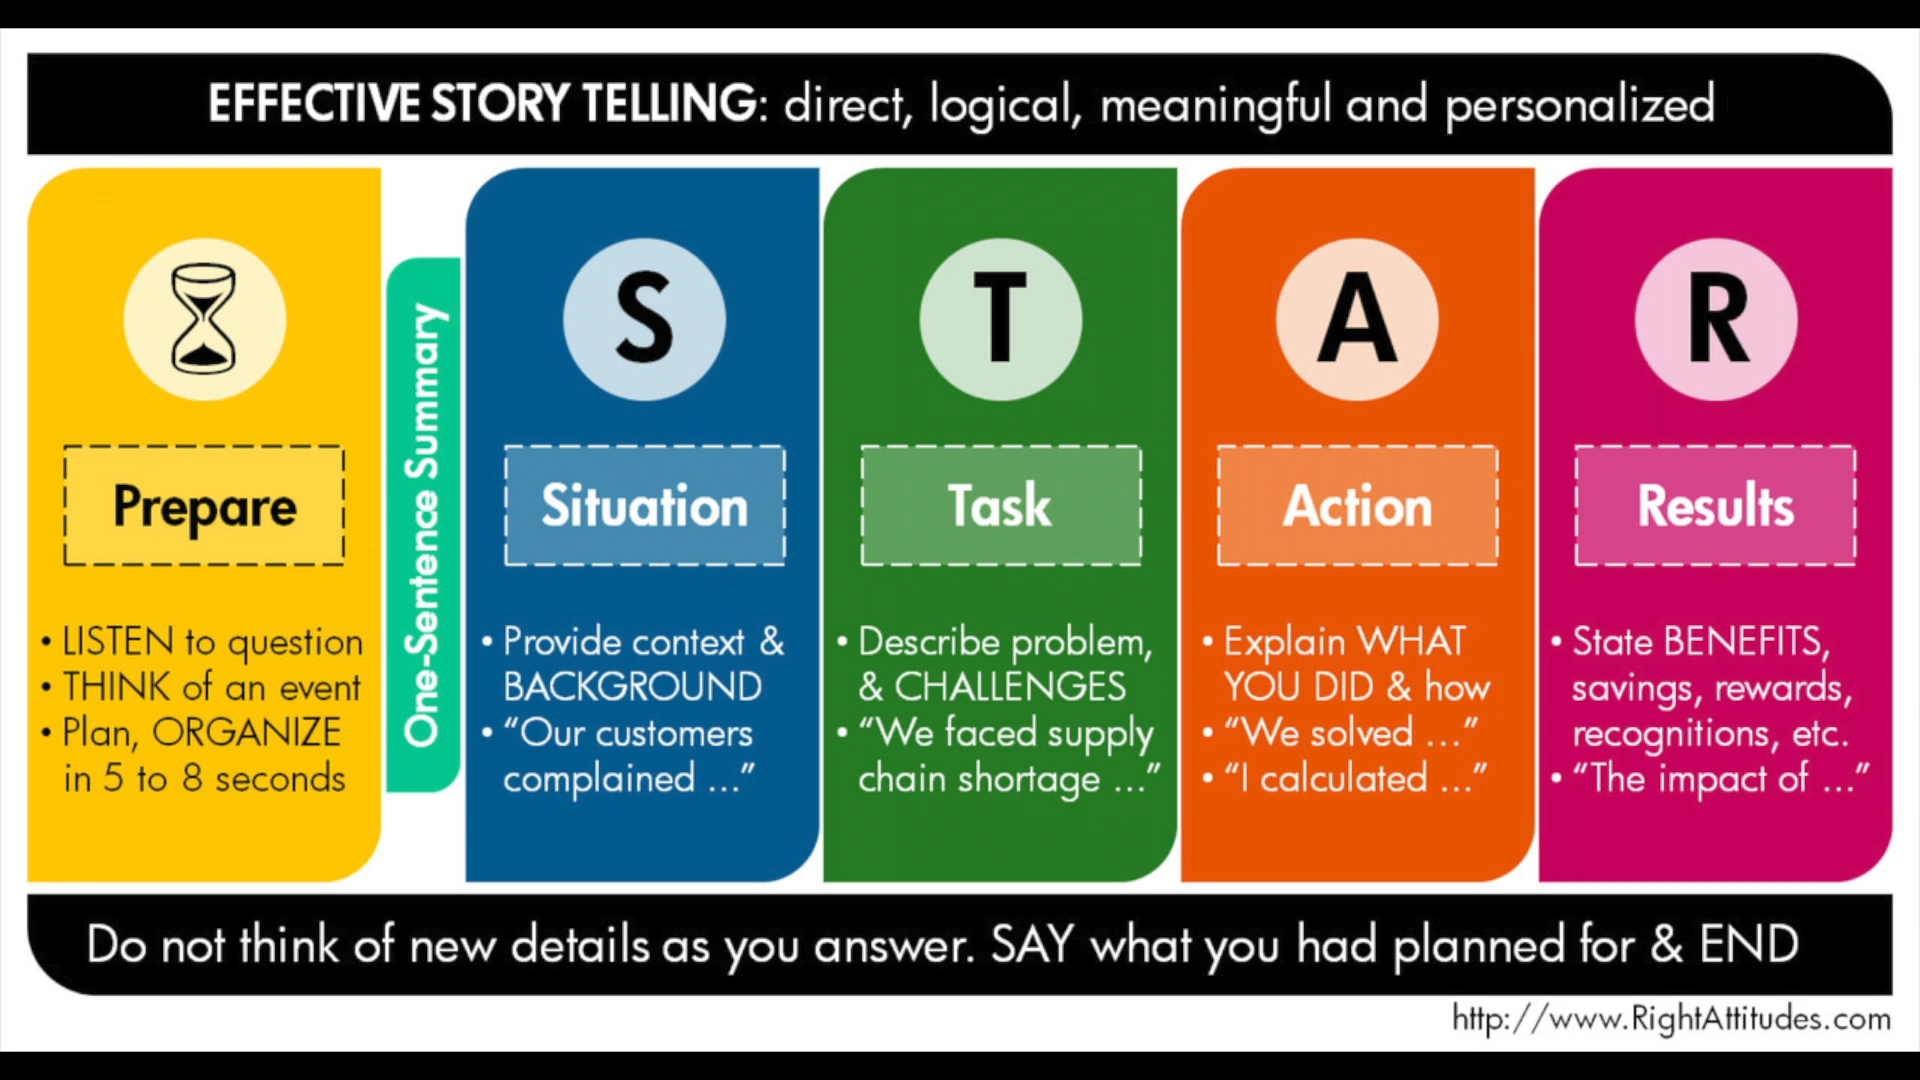 EFFECTIVE STORY TELLING: direct, logical, meaningful and personalized
Prepare
• LISTEN to question
• THINK of an event
• Plan, ORGANIZE
in 5 to 8 seconds
One-Sentence Summary
S
Situation
• Provide context &
BACKGROUND
• “Our customers
complained ...”
T
Task
• Describe problem,
& CHALLENGES
• “We faced supply
chain shortage ...”
A
Action
• Explain WHAT
YOU DID & how
• “We solved ...”
• “I calculated ...”
R
Results
• State BENEFITS,
savings, rewards,
recognitions, etc.
• “The impact of ...”
Do not think of new details as you answer. SAY what you had planned for & END
http://www.RightAttitudes.com